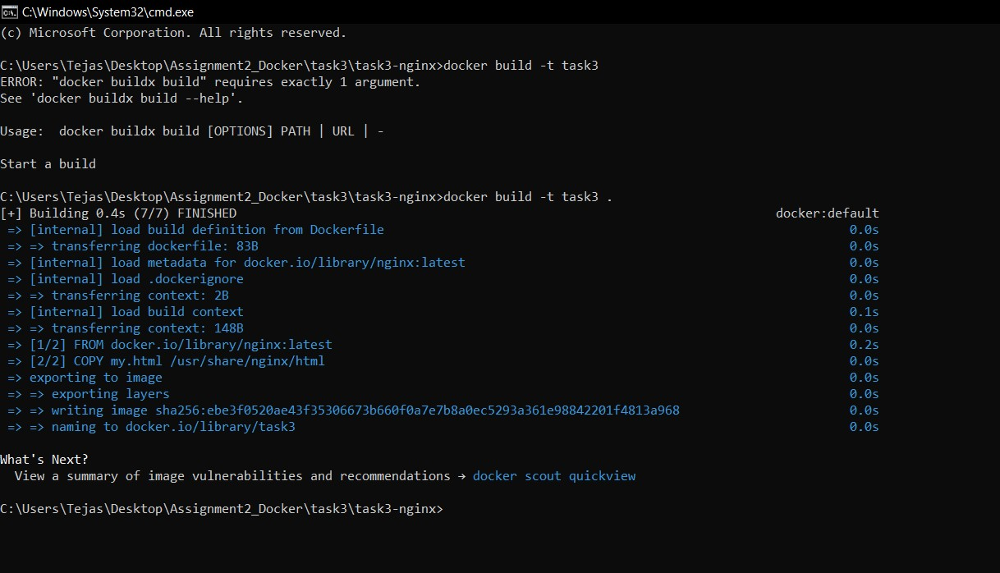 C:\Windows\System32\cmd.exe
(c) Microsoft Corporation. All rights reserved.
C:\Users\Tejas\Desktop\Assignment2_Docker\task3\task3-nginx>docker build -t task3
ERROR: "docker buildx build" requires exactly 1 argument.
See 'docker buildx build --help'.
Usage:  docker buildx build [OPTIONS] PATH | URL | -
Start a build
C:\Users\Tejas\Desktop\Assignment2_Docker\task3\task3-nginx>docker build -t task3 .
[+] Building 0.4s (7/7) FINISHED docker:default
=> [internal] load build definition from Dockerfile 0.0s
=> => transferring dockerfile: 83B 0.0s
=> [internal] load metadata for docker.io/library/nginx:latest 0.0s
=> [internal] load .dockerignore 0.0s
=> => transferring context: 2B 0.0s
=> [internal] load build context 0.1s
=> => transferring context: 148B 0.0s
=> [1/2] FROM docker.io/library/nginx:latest 0.2s
=> [2/2] COPY my.html /usr/share/nginx/html 0.0s
=> exporting to image 0.0s
=> => exporting layers 0.0s
=> => writing image sha256:ebe3f0520ae43f35306673b660f0a7e7b8a0ec5293a361e98842201f4813a968 0.0s
=> => naming to docker.io/library/task3 0.0s
What's Next?
View a summary of image vulnerabilities and recommendations → docker scout quickview
C:\Users\Tejas\Desktop\Assignment2_Docker\task3\task3-nginx>